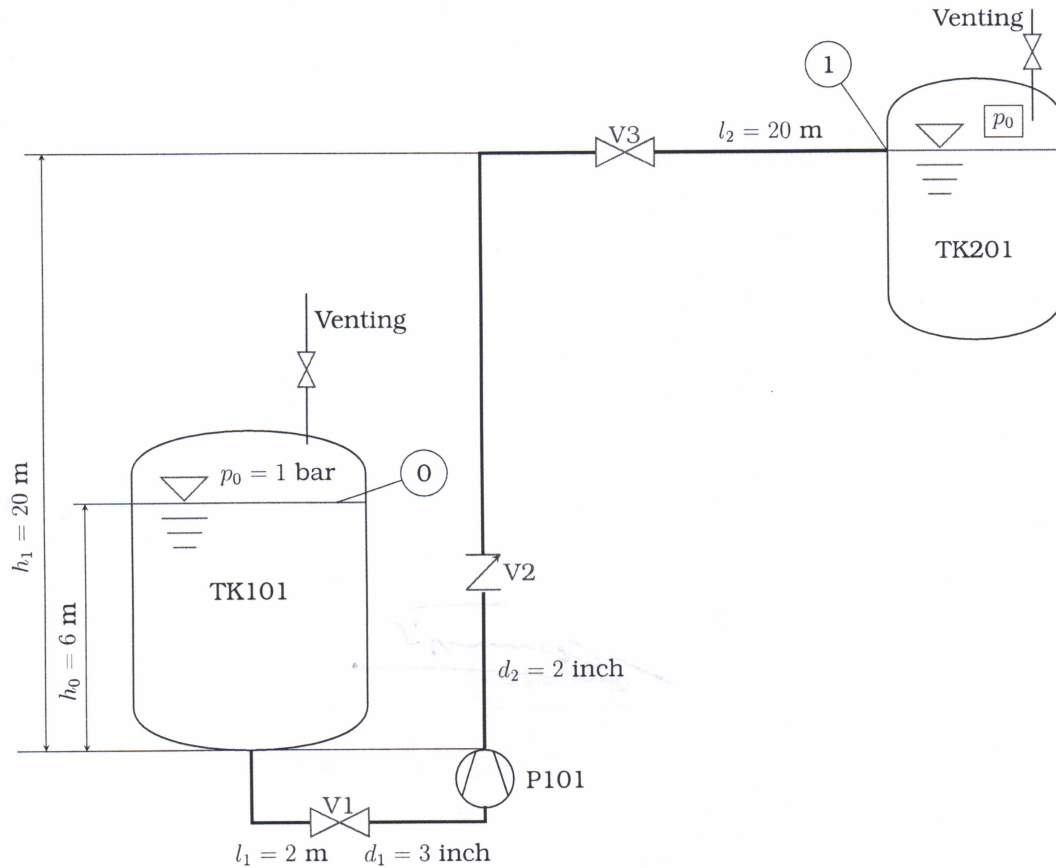 Venting
1
p₀
V3
l₂ = 20 m
TK201
Venting
p₀ = 1 bar
0
h₁ = 20 m
V2
TK101
h₀ = 6 m
d₂ = 2 inch
P101
V1
l₁ = 2 m
d₁ = 3 inch